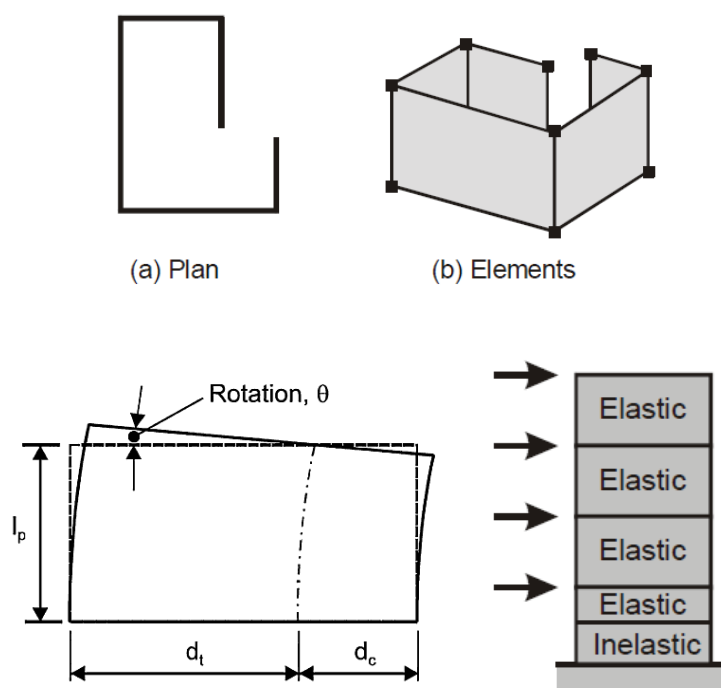 (a) Plan
(b) Elements
Rotation, θ
lp
dt
dc
Elastic
Elastic
Elastic
Elastic
Inelastic